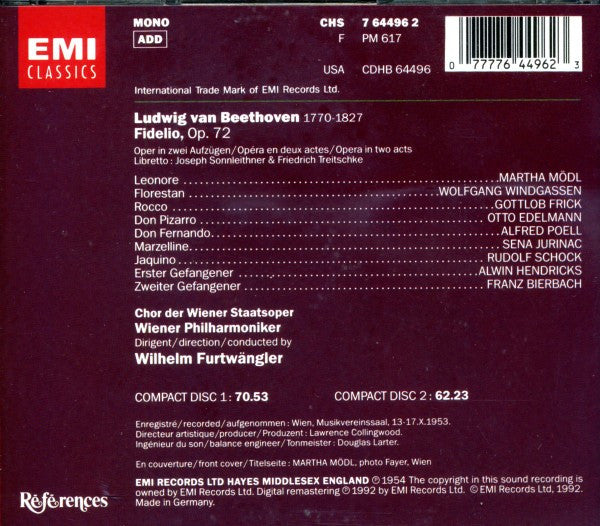 EMI
CLASSICS
MONO
ADD
CHS 7 64496 2
F PM 617
USA CDHB 64496
0 77776 44962 3
International Trade Mark of EMI Records Ltd.
Ludwig van Beethoven 1770-1827
Fidelio, Op. 72
Oper in zwei Aufzügen/Opéra en deux actes/Opera in two acts
Libretto: Joseph Sonnleithner & Friedrich Treitschke
Leonore MARTHA MÖDL
Florestan WOLFGANG WINDGASSEN
Rocco GOTTLOB FRICK
Don Pizarro OTTO EDELMANN
Don Fernando ALFRED POELL
Marzelline SENA JURINAC
Jaquino RUDOLF SCHOCK
Erster Gefangener ALWIN HENDRICKS
Zweiter Gefangener FRANZ BIERBACH
Chor der Wiener Staatsoper
Wiener Philharmoniker
Dirigent/direction/conducted by
Wilhelm Furtwängler
COMPACT DISC 1: 70.53 COMPACT DISC 2: 62.23
Enregistré/recorded/aufgenommen: Wien, Musikvereinssaal, 13-17.X.1953.
Directeur artistique/producer/Produzent: Lawrence Collingwood.
Ingénieur du son/balance engineer/Tonmeister: Douglas Larter.
En couverture/front cover/Titelseite: MARTHA MÖDL, photo Fayer, Wien
EMI RECORDS LTD HAYES MIDDLESEX ENGLAND ℗ 1954 The copyright in this sound recording
is owned by EMI Records Ltd. Digital remastering ℗ 1992 by EMI Records Ltd. © EMI Records Ltd, 1992.
Made in Germany.
Références